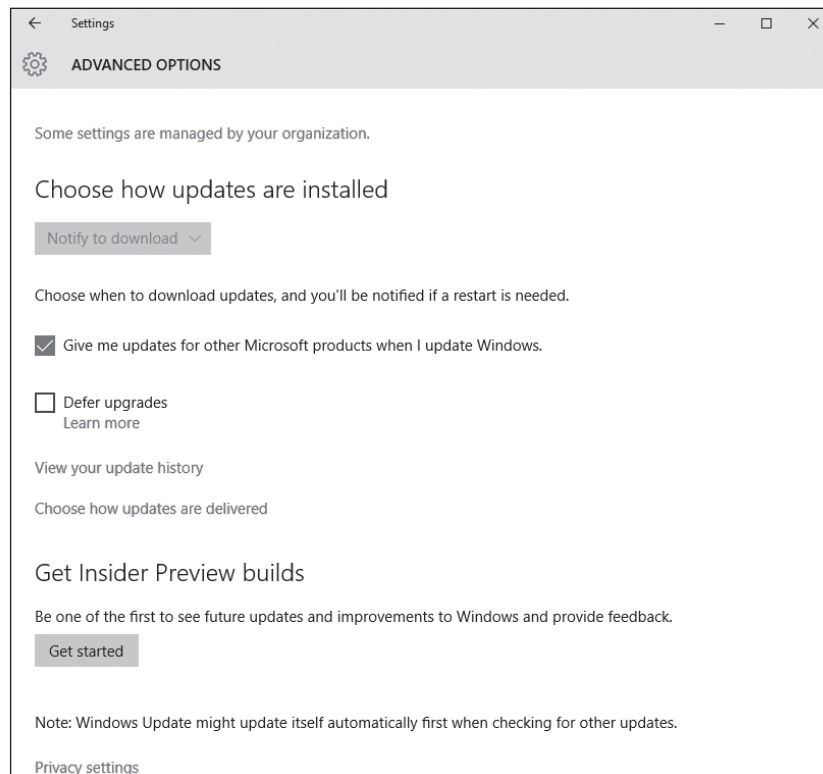 Settings
ADVANCED OPTIONS
Some settings are managed by your organization.
Choose how updates are installed
Notify to download
Choose when to download updates, and you'll be notified if a restart is needed.
Give me updates for other Microsoft products when I update Windows.
Defer upgrades
Learn more
View your update history
Choose how updates are delivered
Get Insider Preview builds
Be one of the first to see future updates and improvements to Windows and provide feedback.
Get started
Note: Windows Update might update itself automatically first when checking for other updates.
Privacy settings